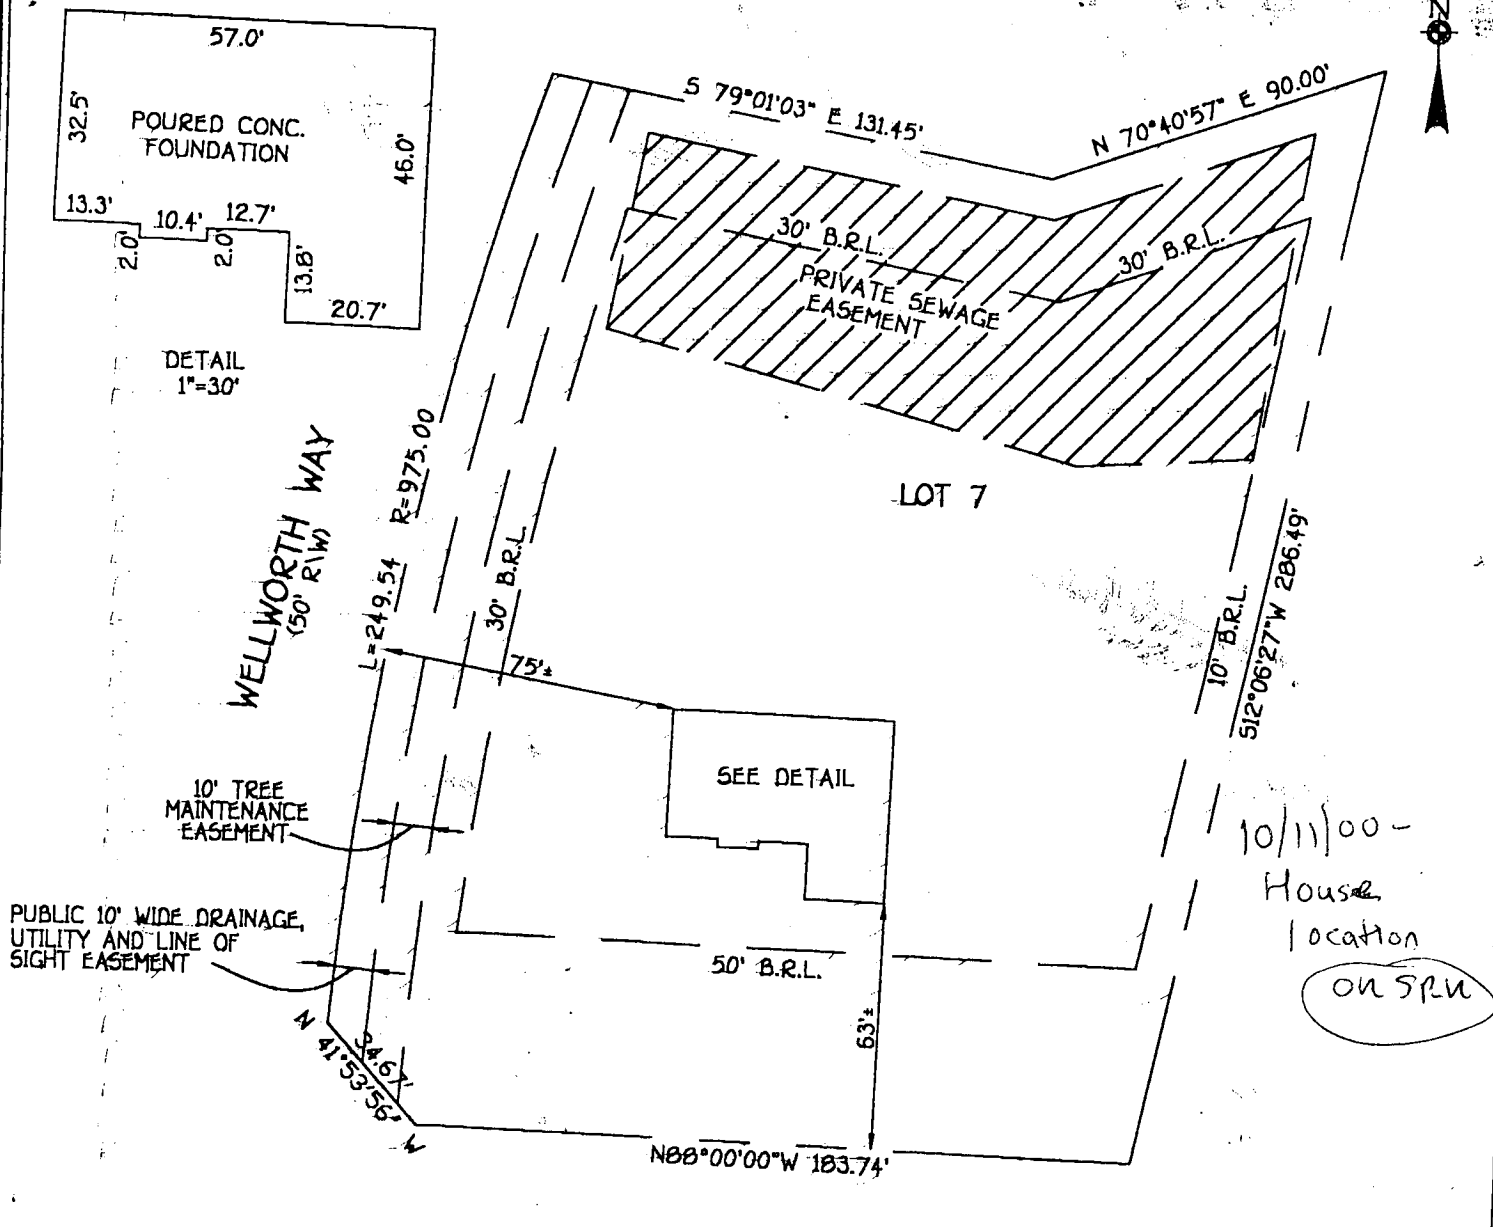 57.0'
32.5'
POURED CONC.
FOUNDATION
46.0'
13.3'
10.4'
12.7'
2.0'
2.0'
13.8'
20.7'
DETAIL
1"=30'
N
S 79°01'03" E 131.45'
N 70°40'57" E 90.00'
30' B.R.L.
30' B.R.L.
PRIVATE SEWAGE
EASEMENT
LOT 7
WELLWORTH WAY
(50' R\W)
L=249.54 R=975.00
30' B.R.L.
75'±
10' B.R.L.
S12°06'27"W 286.49'
SEE DETAIL
10' TREE
MAINTENANCE
EASEMENT
PUBLIC 10' WIDE DRAINAGE,
UTILITY AND LINE OF
SIGHT EASEMENT
50' B.R.L.
63'±
34.67'
N 41°53'56" W
N88°00'00"W 183.74'
10/11/00 -
House
location